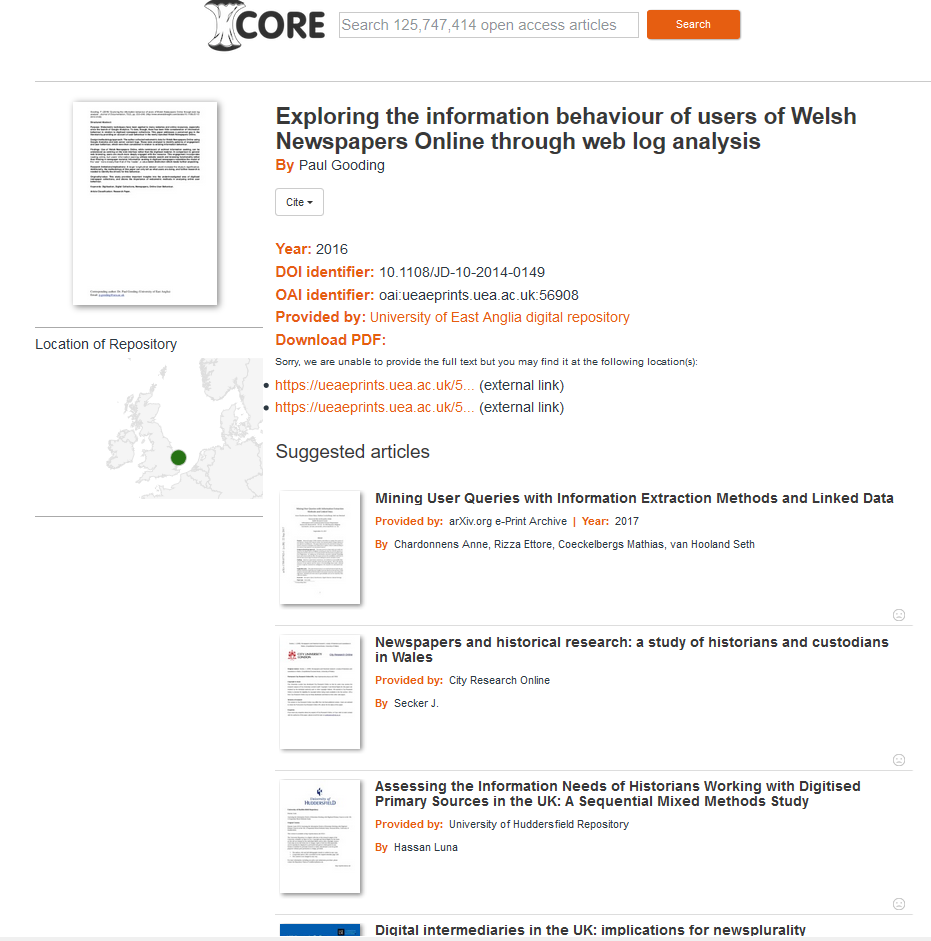 CORE
Search 125,747,414 open access articles
Search
Exploring the information behaviour of users of Welsh
Newspapers Online through web log analysis
By Paul Gooding
Cite
Year: 2016
DOI identifier: 10.1108/JD-10-2014-0149
OAI identifier: oai:ueaeprints.uea.ac.uk:56908
Provided by: University of East Anglia digital repository
Download PDF:
Sorry, we are unable to provide the full text but you may find it at the following location(s):
https://ueaeprints.uea.ac.uk/5... (external link)
https://ueaeprints.uea.ac.uk/5... (external link)
Location of Repository
Suggested articles
Mining User Queries with Information Extraction Methods and Linked Data
Provided by: arXiv.org e-Print Archive | Year: 2017
By Chardonnens Anne, Rizza Ettore, Coeckelbergs Mathias, van Hooland Seth
CITY UNIVERSITY
LONDON
Newspapers and historical research: a study of historians and custodians
in Wales
Provided by: City Research Online
By Secker J.
University of
HUDDERSFIELD
Assessing the Information Needs of Historians Working with Digitised
Primary Sources in the UK: A Sequential Mixed Methods Study
Provided by: University of Huddersfield Repository
By Hassan Luna
Digital intermediaries in the UK: implications for newsplurality